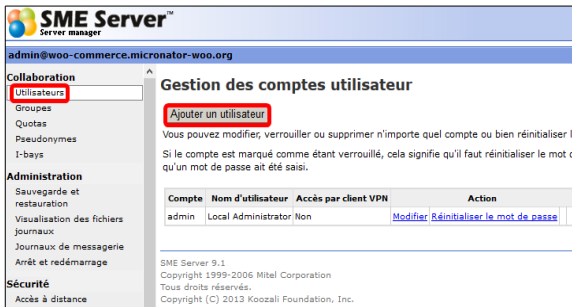 SME Server™
Server manager
admin@woo-commerce.micronator-woo.org
Collaboration
Utilisateurs
Groupes
Quotas
Pseudonymes
I-bays
Administration
Sauvegarde et
restauration
Visualisation des fichiers
journaux
Journaux de messagerie
Arrêt et redémarrage
Sécurité
Accès à distance
Gestion des comptes utilisateur
Ajouter un utilisateur
Vous pouvez modifier, verrouiller ou supprimer n'importe quel compte ou bien réinitialiser
Si le compte est marqué comme étant verrouillé, cela signifie qu'il faut réinitialiser le mot
qu'un mot de passe ait été saisi.
Compte Nom d'utilisateur Accès par client VPN Action
admin Local Administrator Non Modifier Réinitialiser le mot de passe
SME Server 9.1
Copyright 1999-2006 Mitel Corporation
Tous droits réservés.
Copyright (C) 2013 Koozali Foundation, Inc.